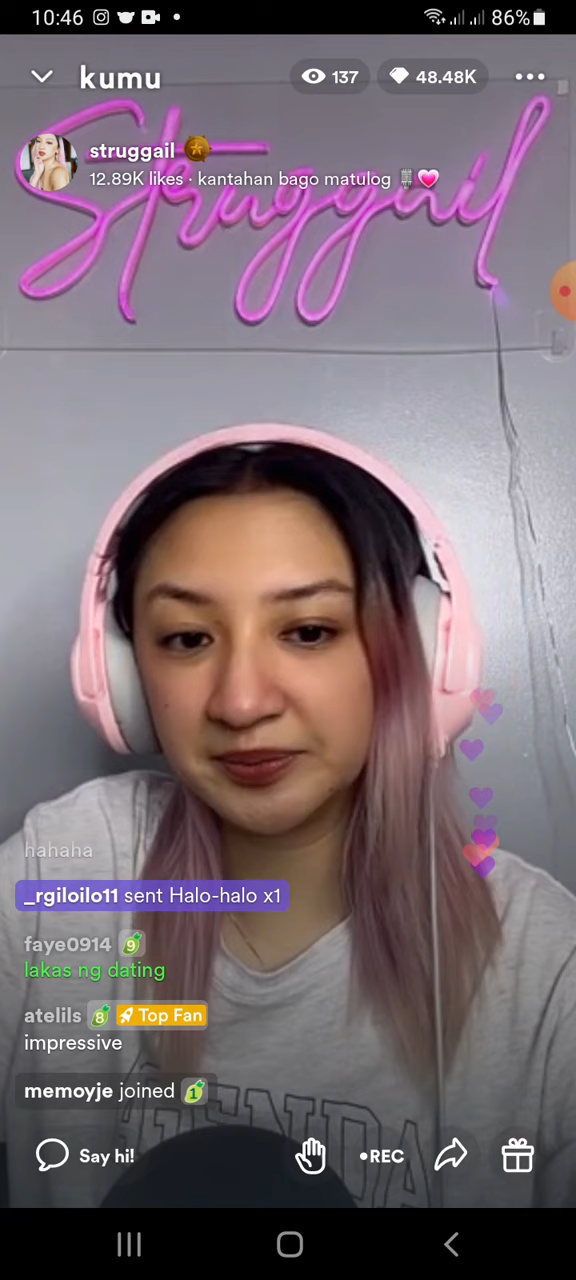 10:46
86%
kumu
137
48.48K
Struggail
struggail
12.89K likes · kantahan bago matulog
hahaha
_rgiloilo11 sent Halo-halo x1
faye0914 9
lakas ng dating
atelils 8 Top Fan
impressive
memoyje joined 1
GENDA
Say hi!
•REC